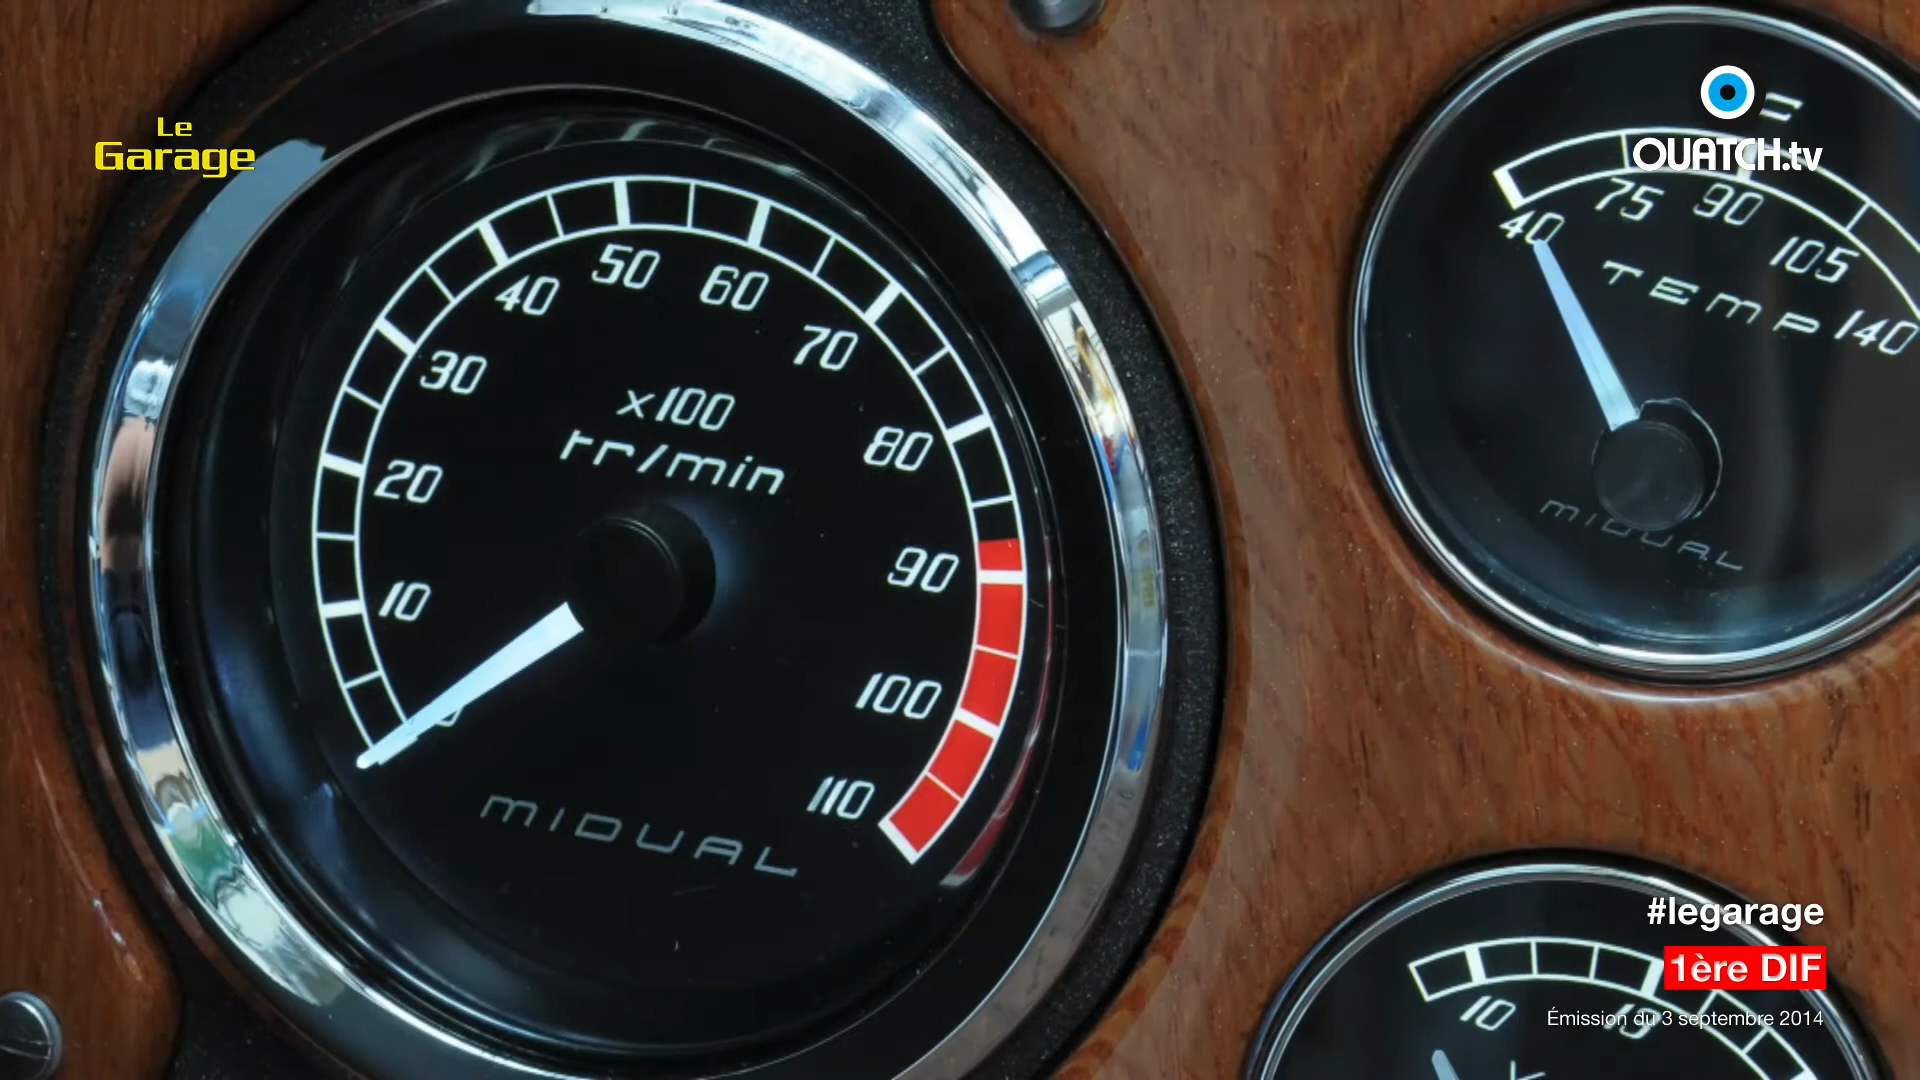 Le
Garage
OUATCH.tv
10
20
30
40
50
60
70
80
90
100
110
x100
tr/min
MIDUAL
40
75
90
105
140
TEMP
MIDUAL
10
#legarage
1ère DIF
Émission du 3 septembre 2014